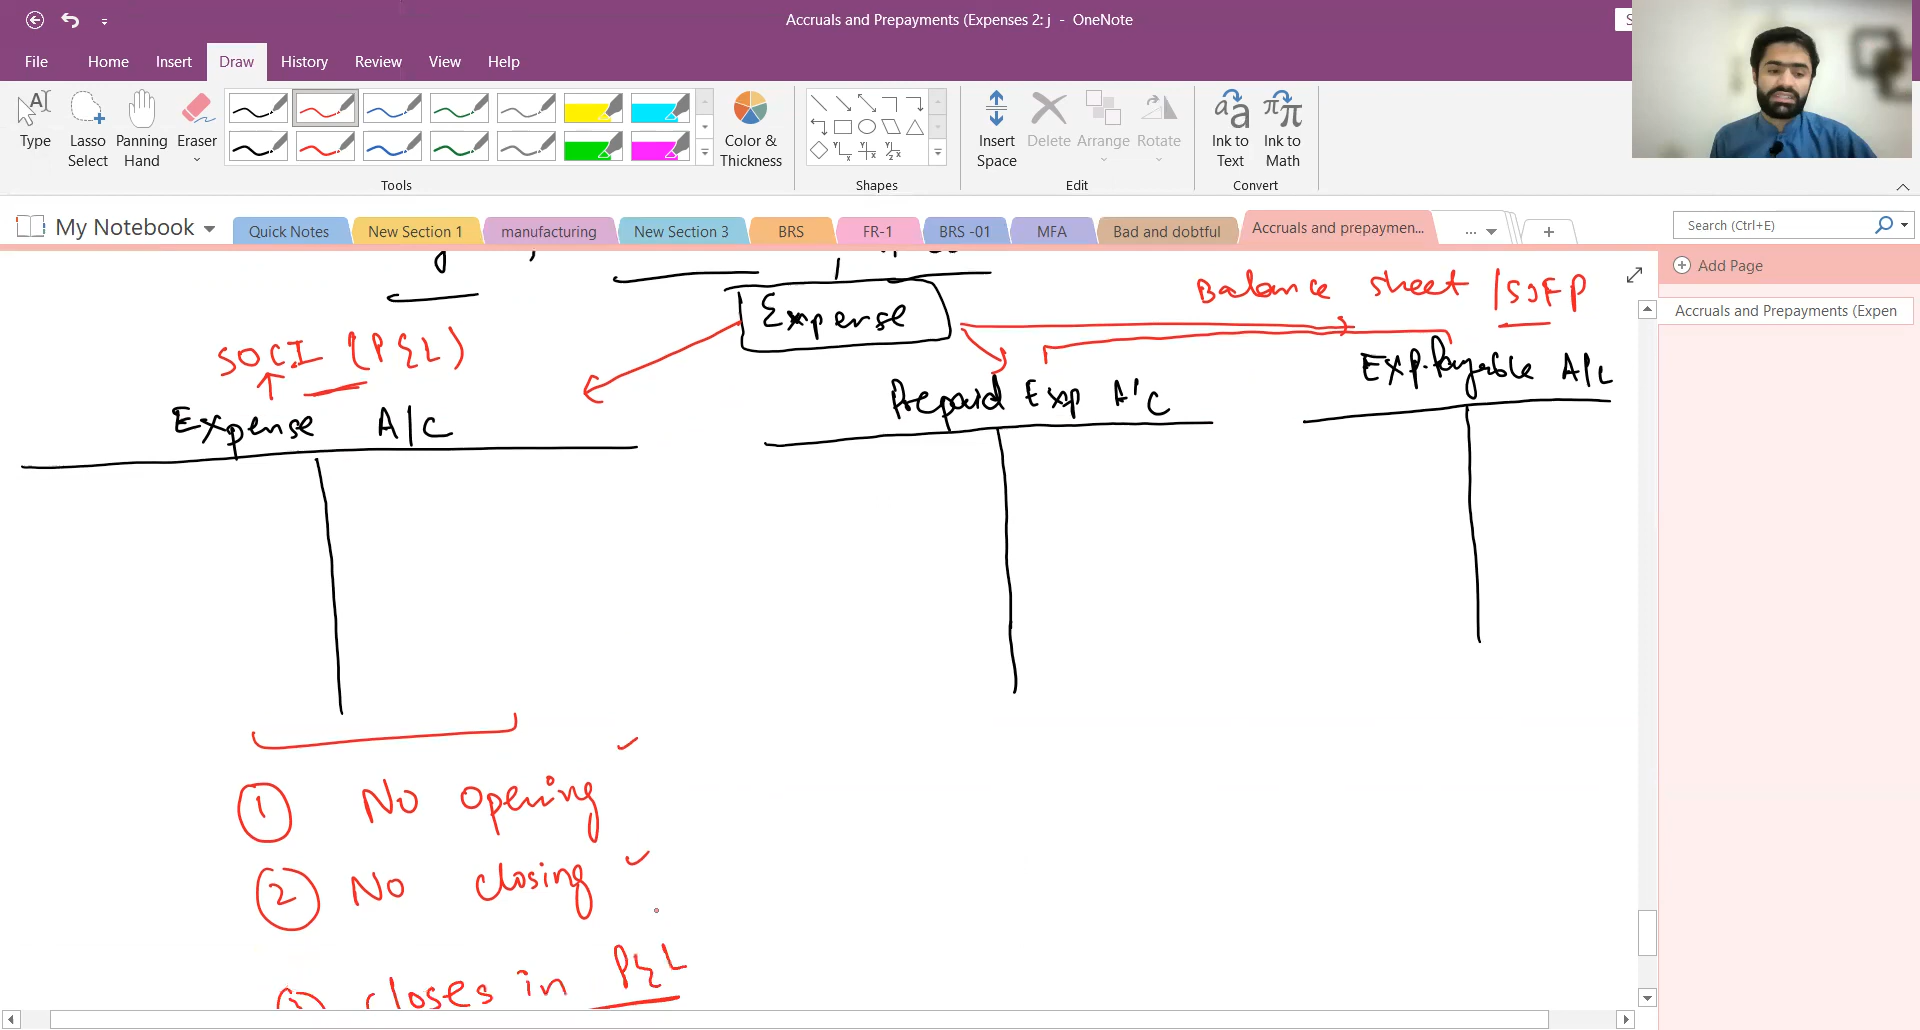 Accruals and Prepayments (Expenses 2: j - OneNote
File Home Insert Draw History Review View Help
Type
Lasso Select
Panning Hand
Eraser
Color & Thickness
Insert Space
Delete
Arrange
Rotate
Ink to Text
Ink to Math
Tools
Shapes
Edit
Convert
My Notebook
Quick Notes
New Section 1
manufacturing
New Section 3
BRS
FR-1
BRS -01
MFA
Bad and dobtful
Accruals and prepaymen...
...
Search (Ctrl+E)
Add Page
Accruals and Prepayments (Expen
Balance sheet / SOFP
Expense
SOCI (P&L)
Exp. Payable A/C
Prepaid Exp A/C
Expense A/C
1 No opening
2 No closing
closes in P&L